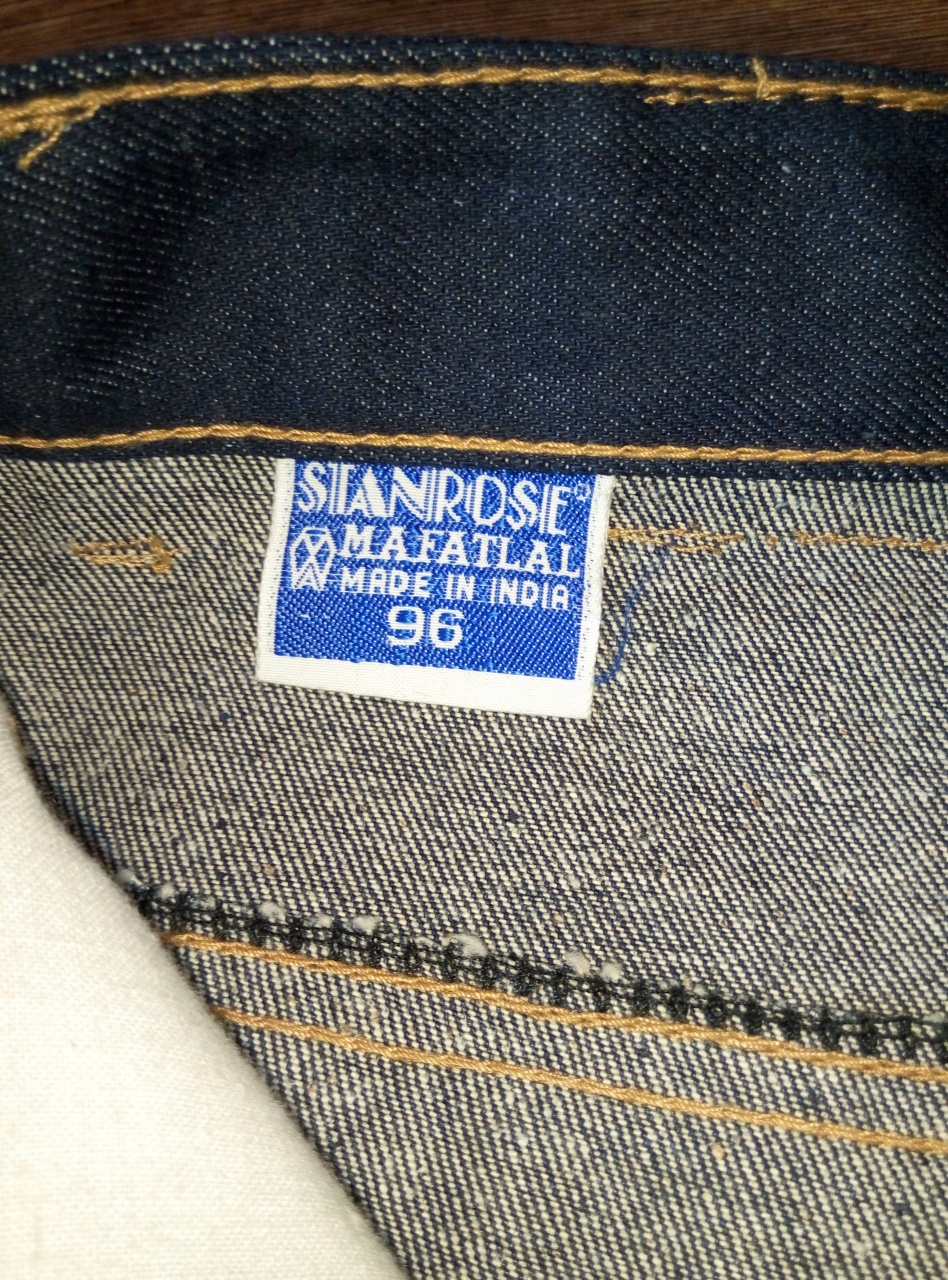 STANROSE"
MAFATLAL
MADE IN INDIA
96